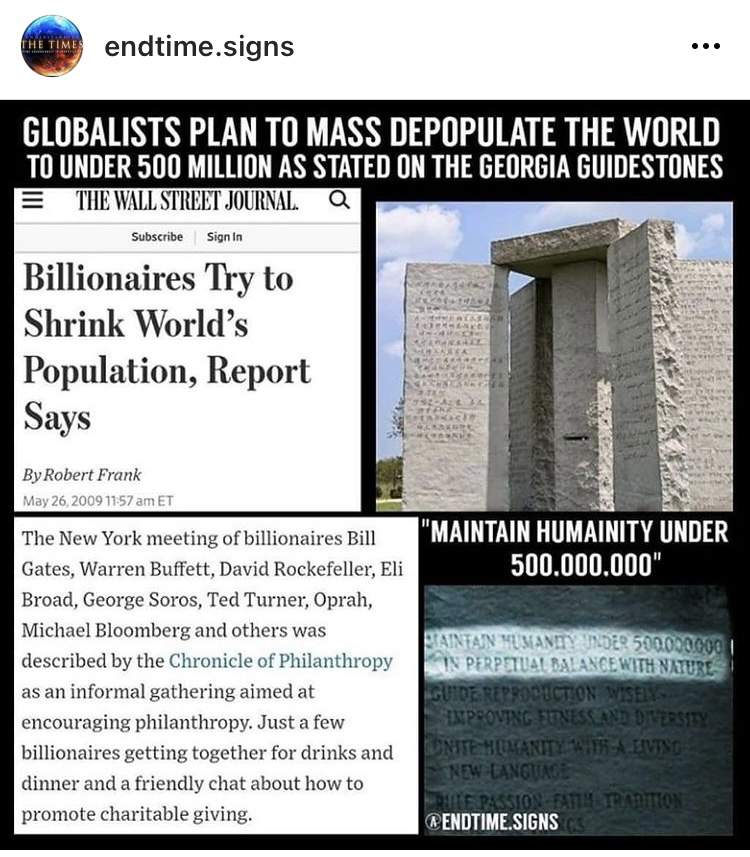 THE TIMES
endtime.signs
GLOBALISTS PLAN TO MASS DEPOPULATE THE WORLD
TO UNDER 500 MILLION AS STATED ON THE GEORGIA GUIDESTONES
THE WALL STREET JOURNAL.
Subscribe Sign In
Billionaires Try to
Shrink World's
Population, Report
Says
By Robert Frank
May 26, 2009 11:57 am ET
The New York meeting of billionaires Bill
Gates, Warren Buffett, David Rockefeller, Eli
Broad, George Soros, Ted Turner, Oprah,
Michael Bloomberg and others was
described by the Chronicle of Philanthropy
as an informal gathering aimed at
encouraging philanthropy. Just a few
billionaires getting together for drinks and
dinner and a friendly chat about how to
promote charitable giving.
"MAINTAIN HUMAINITY UNDER
500.000.000"
MAINTAIN HUMANITY UNDER 500,000,000
IN PERPETUAL BALANCE WITH NATURE
GUIDE REPRODUCTION WISELY
IMPROVING FITNESS AND DIVERSITY
UNITE HUMANITY WITH A LIVING
NEW LANGUAGE
RULE PASSION FAITH TRADITION
@ENDTIME.SIGNS